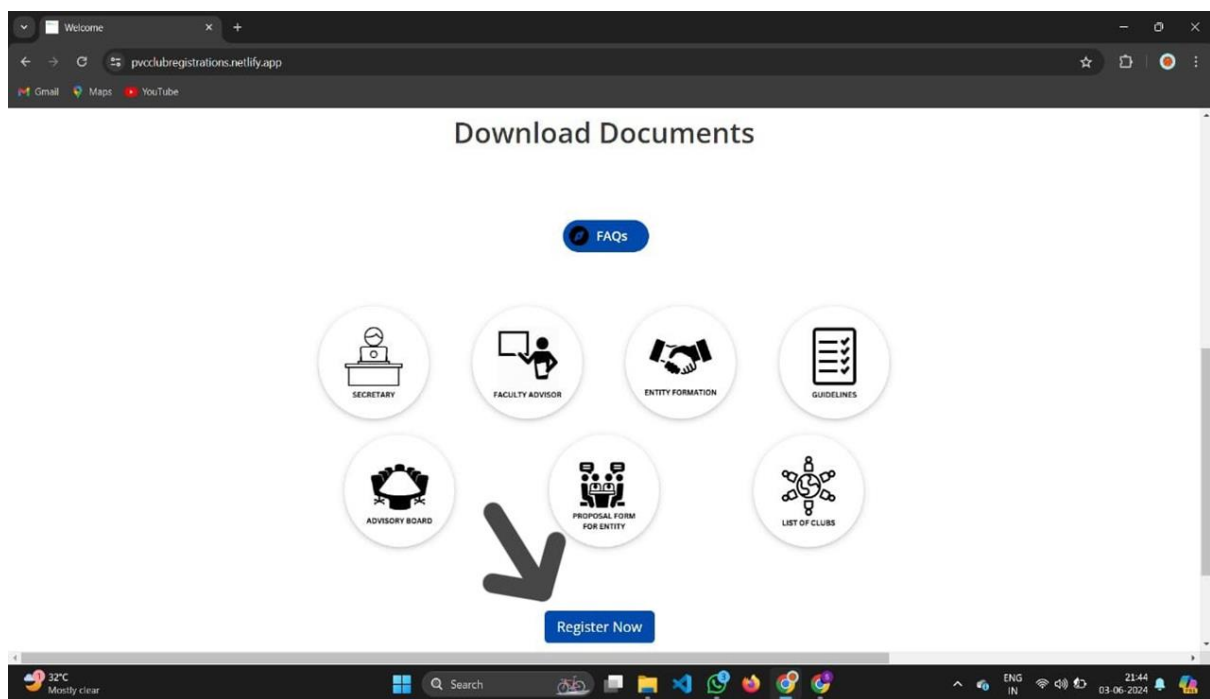 Welcome
pvcclubregistrations.netlify.app
Gmail Maps YouTube
Download Documents
FAQs
SECRETARY
FACULTY ADVISOR
ENTITY FORMATION
GUIDELINES
ADVISORY BOARD
PROPOSAL FORM
FOR ENTITY
LIST OF CLUBS
Register Now
32°C
Mostly clear
Search
ENG
IN
21:44
03-06-2024